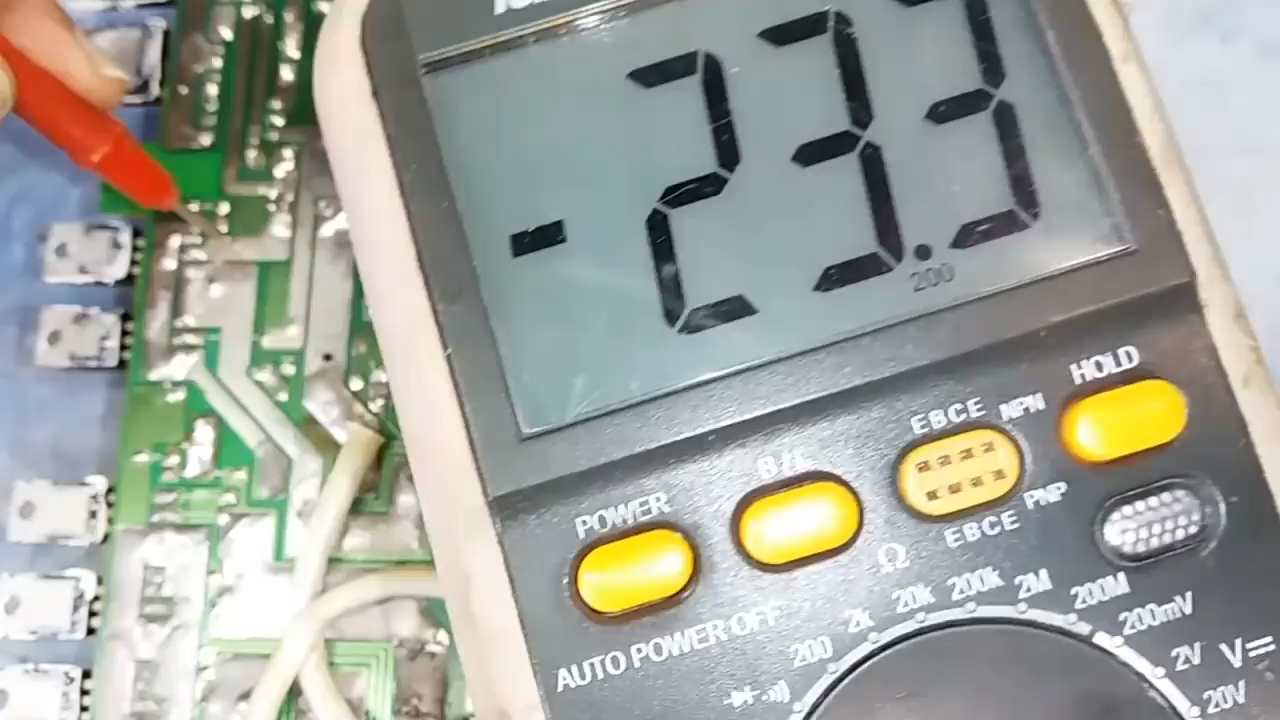 -23.3
200
HOLD
EBCE NPN
POWER
EBCE PNP
Ω
AUTO POWER OFF
200 2k 20k 200k 2M 200M 200mV 2V 20V
V=